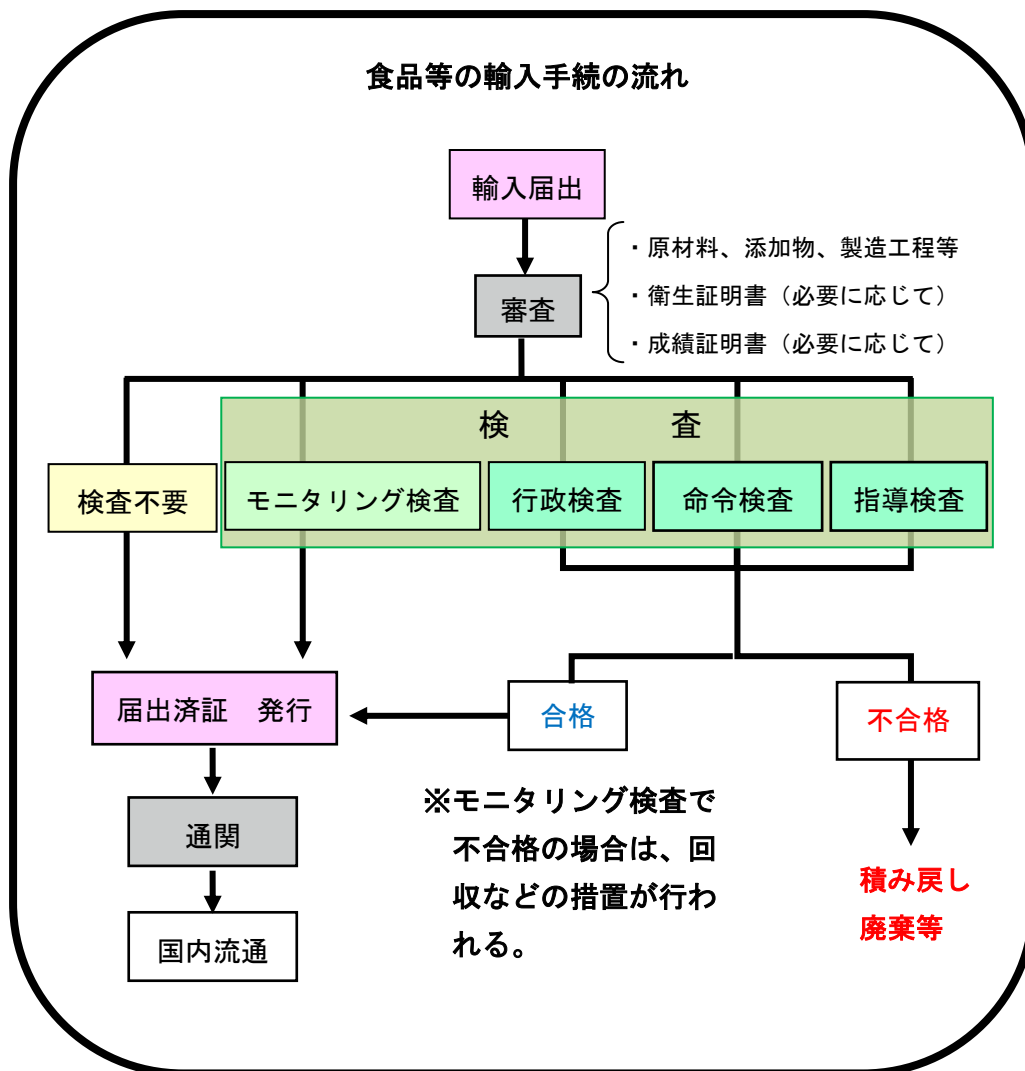 食品等の輸入手続の流れ
輸入届出
・原材料、添加物、製造工程等
・衛生証明書（必要に応じて）
・成績証明書（必要に応じて）
審査
検　　　　　査
検査不要
モニタリング検査
行政検査
命令検査
指導検査
届出済証　発行
合格
不合格
通関
※モニタリング検査で
不合格の場合は、回
収などの措置が行わ
れる。
積み戻し
廃棄等
国内流通